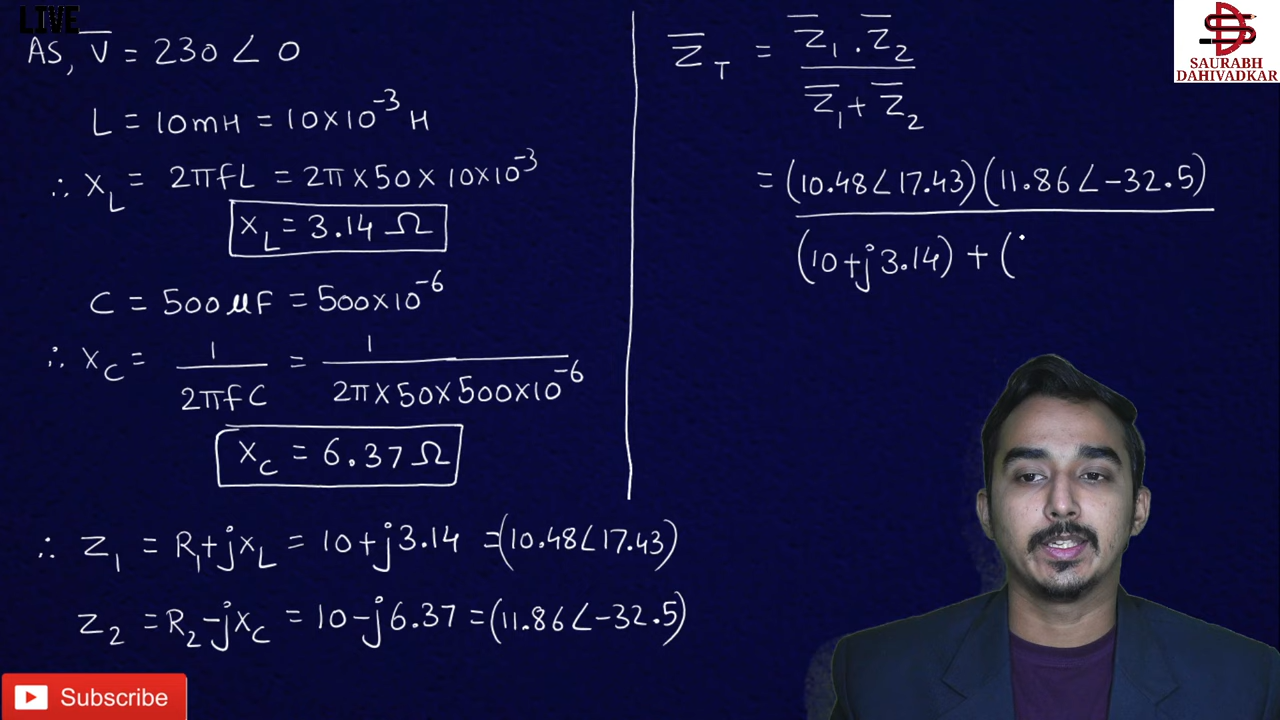 LIVE
AS, V̅ = 230 ∠ 0
L = 10mH = 10×10⁻³ H
∴ X_L = 2πfL = 2π×50×10×10⁻³
X_L = 3.14 Ω
C = 500 µF = 500×10⁻⁶
∴ X_C = 1/(2πfC) = 1/(2π×50×500×10⁻⁶)
X_C = 6.37 Ω
∴ Z₁ = R₁+jX_L = 10+j3.14 = (10.48∠17.43)
Z₂ = R₂-jX_C = 10-j6.37 = (11.86∠-32.5)
Z̅_T = Z̅₁.Z̅₂ / Z̅₁+Z̅₂
= (10.48∠17.43)(11.86∠-32.5)
(10+j3.14) + (
SAURABH
DAHIVADKAR
Subscribe